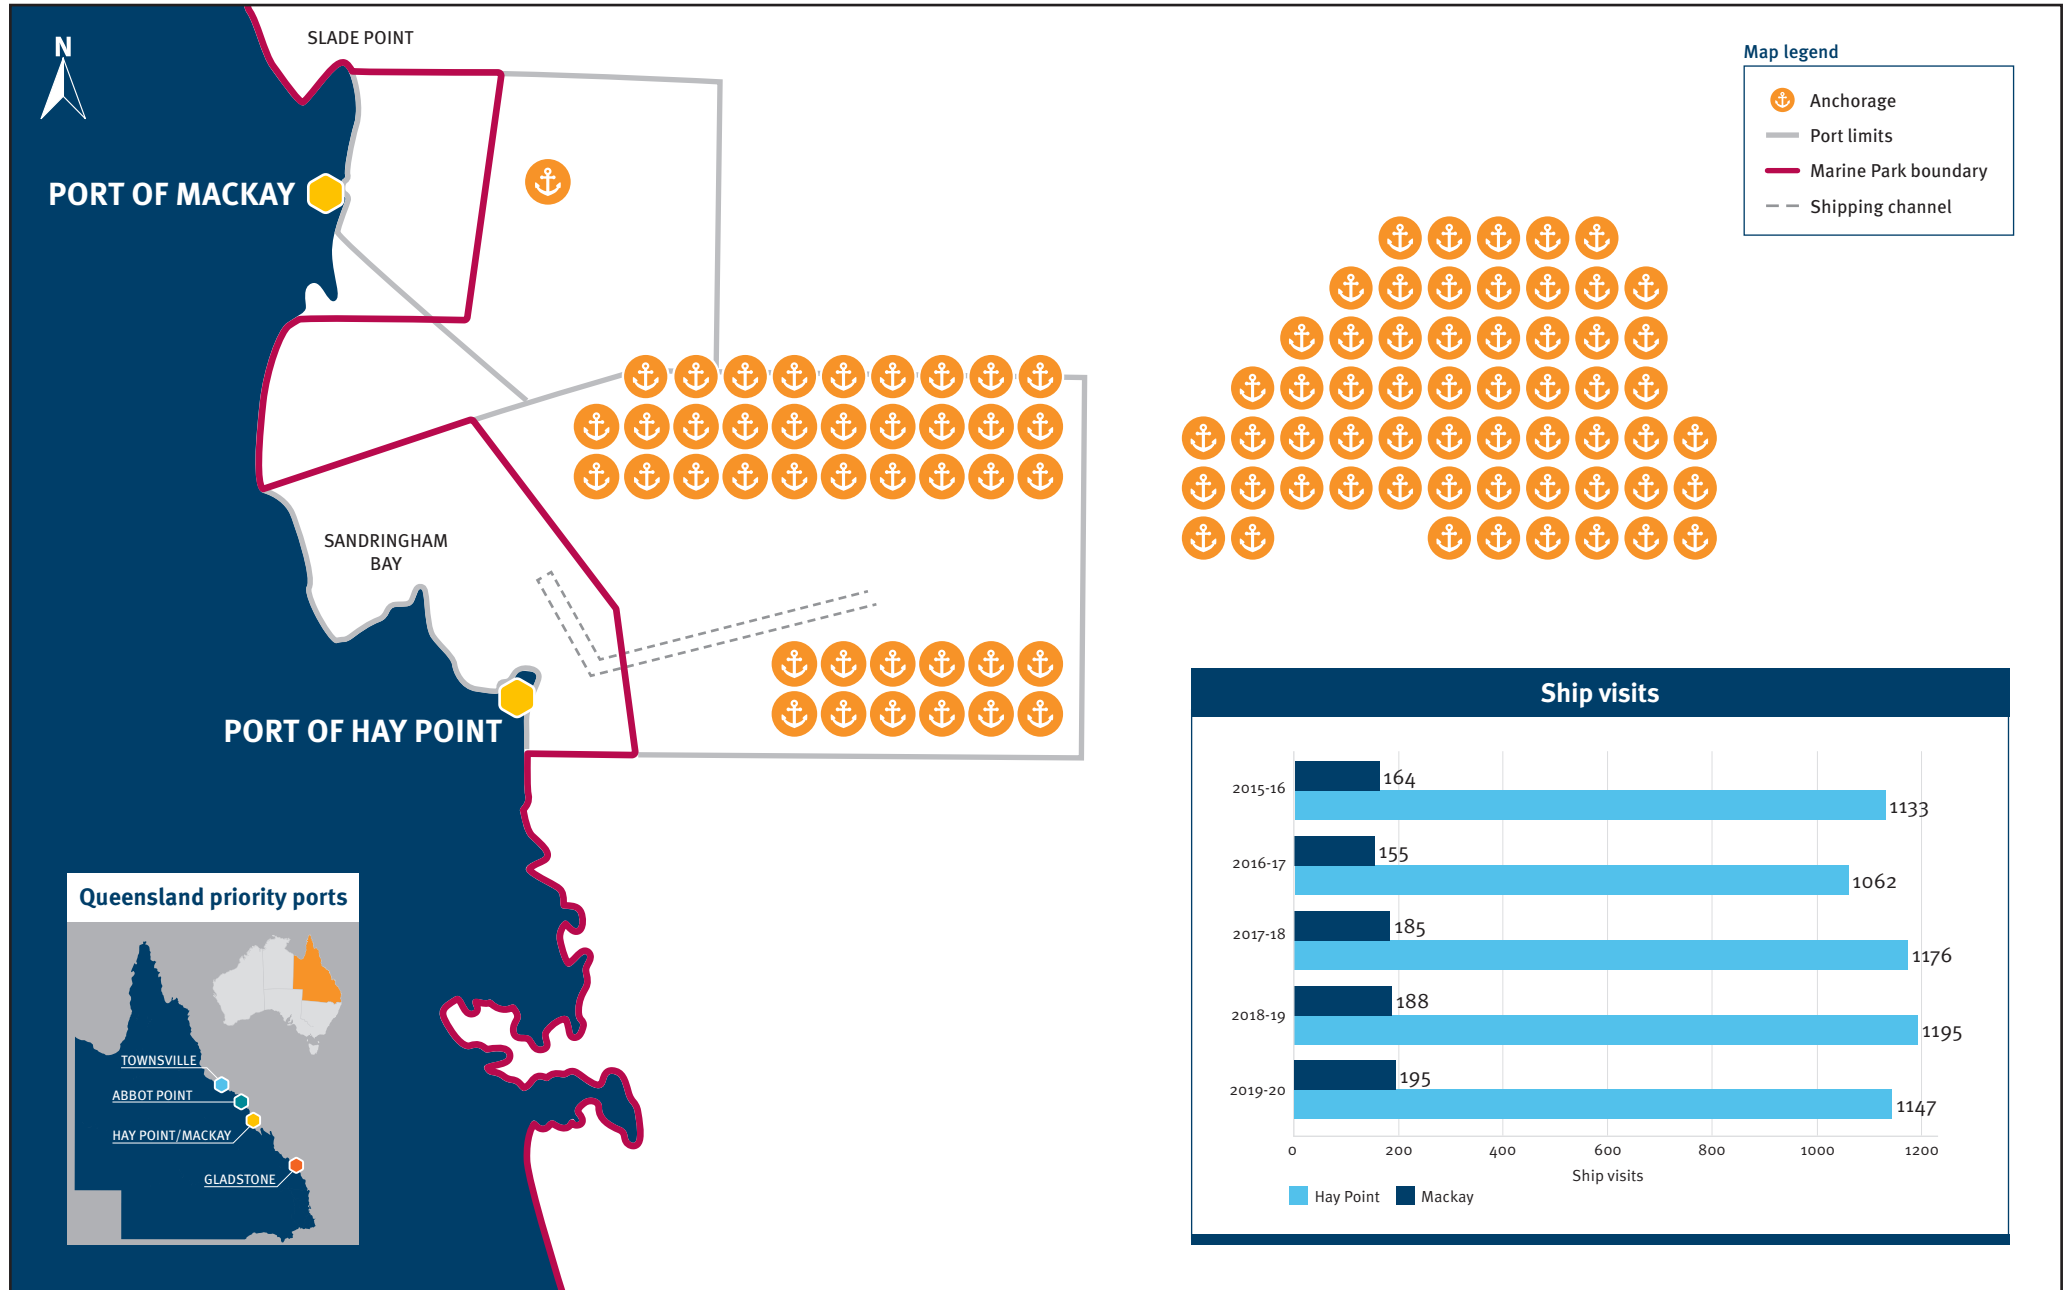 N
SLADE POINT
PORT OF MACKAY
SANDRINGHAM
BAY
PORT OF HAY POINT
Map legend
Anchorage
Port limits
Marine Park boundary
Shipping channel
Queensland priority ports
TOWNSVILLE
ABBOT POINT
HAY POINT/MACKAY
GLADSTONE
Ship visits
2015-16
164
1133
2016-17
155
1062
2017-18
185
1176
2018-19
188
1195
2019-20
195
1147
0 200 400 600 800 1000 1200
Ship visits
Hay Point Mackay